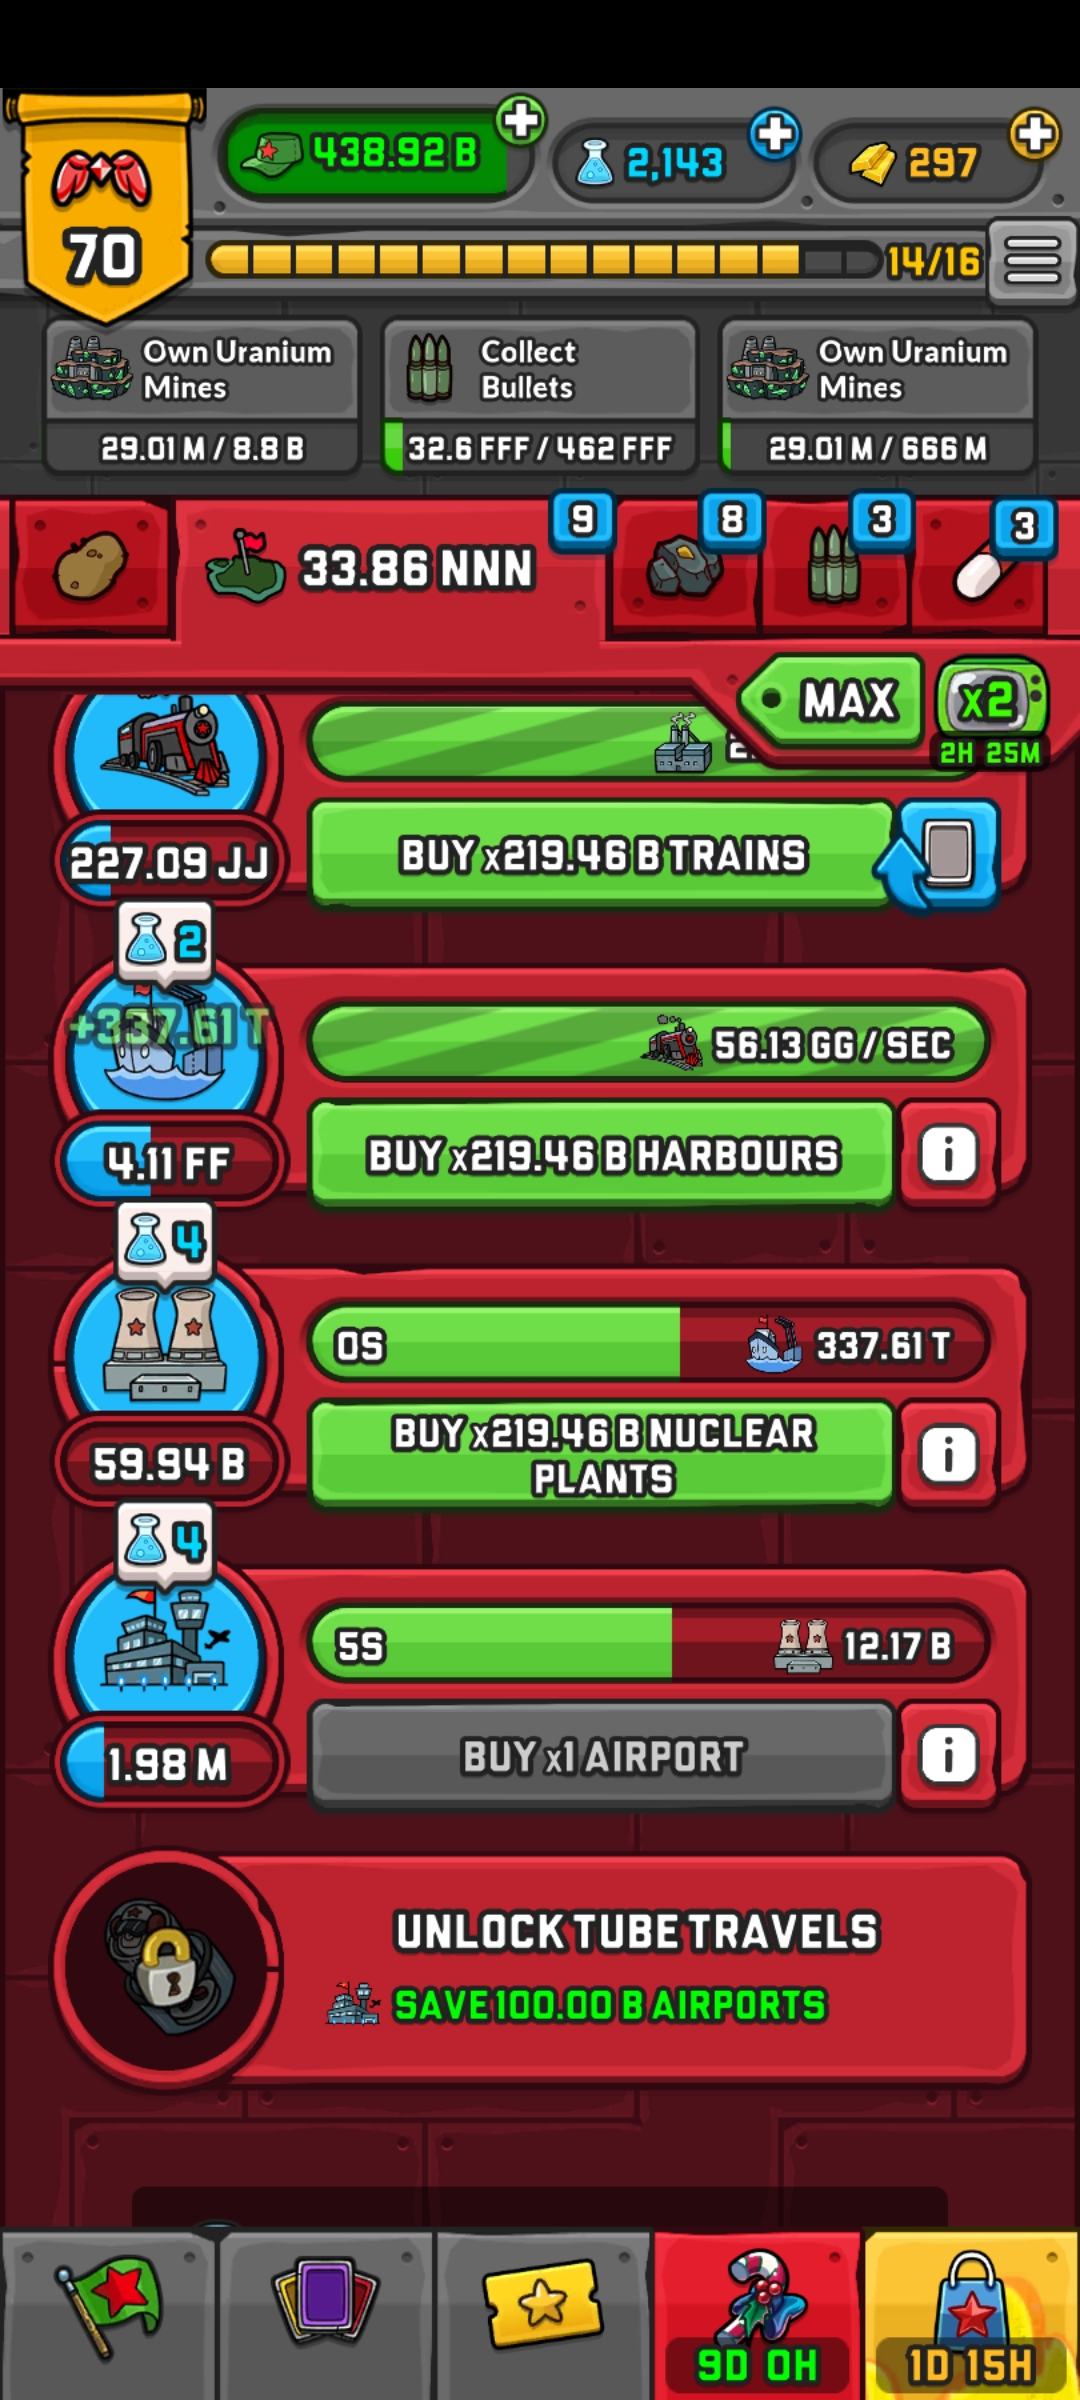 438.92 B
2,143
297
70
14/16
Own Uranium
Mines
29.01 M / 8.8 B
Collect
Bullets
32.6 FFF / 462 FFF
Own Uranium
Mines
29.01 M / 666 M
33.86 NNN
9
8
3
3
MAX
x2
2H 25M
227.09 JJ
BUY x219.46 B TRAINS
2
+337.61 T
56.13 GG / SEC
4.11 FF
BUY x219.46 B HARBOURS
i
4
0S
337.61 T
59.94 B
BUY x219.46 B NUCLEAR
PLANTS
i
4
5S
12.17 B
1.98 M
BUY x1 AIRPORT
i
UNLOCK TUBE TRAVELS
SAVE 100.00 B AIRPORTS
9D 0H
1D 15H